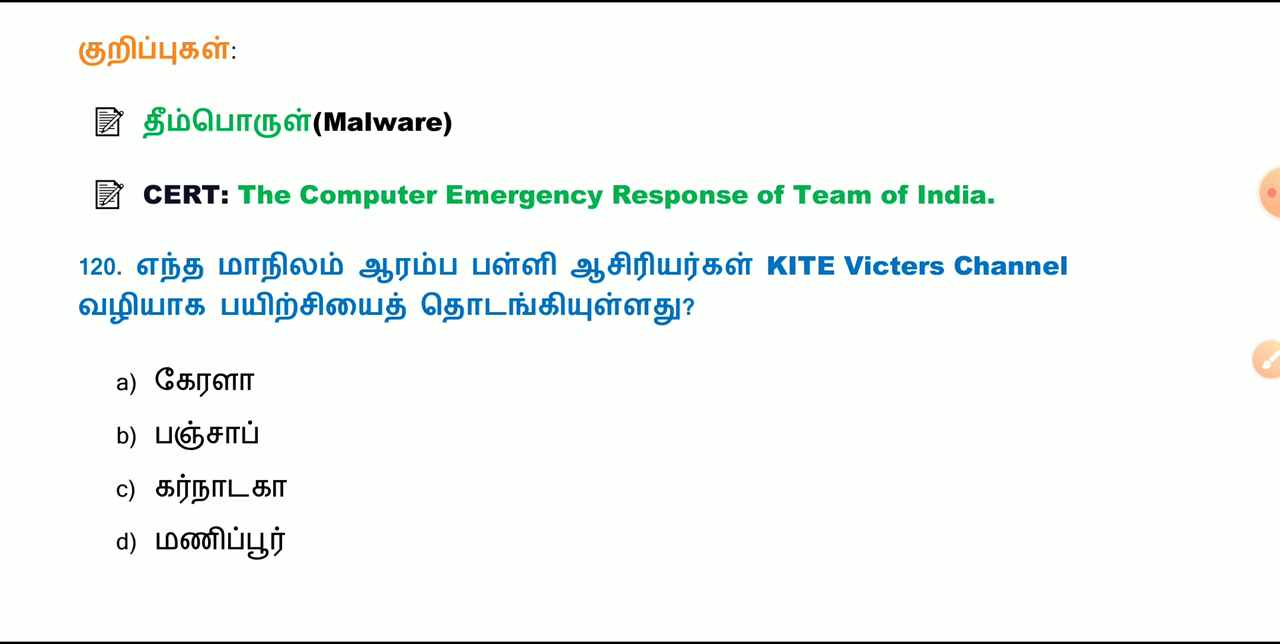 குறிப்புகள்:
தீம்பொருள்(Malware)
CERT: The Computer Emergency Response of Team of India.
120. எந்த மாநிலம் ஆரம்ப பள்ளி ஆசிரியர்கள் KITE Victers Channel
வழியாக பயிற்சியைத் தொடங்கியுள்ளது?
a) கேரளா
b) பஞ்சாப்
c) கர்நாடகா
d) மணிப்பூர்